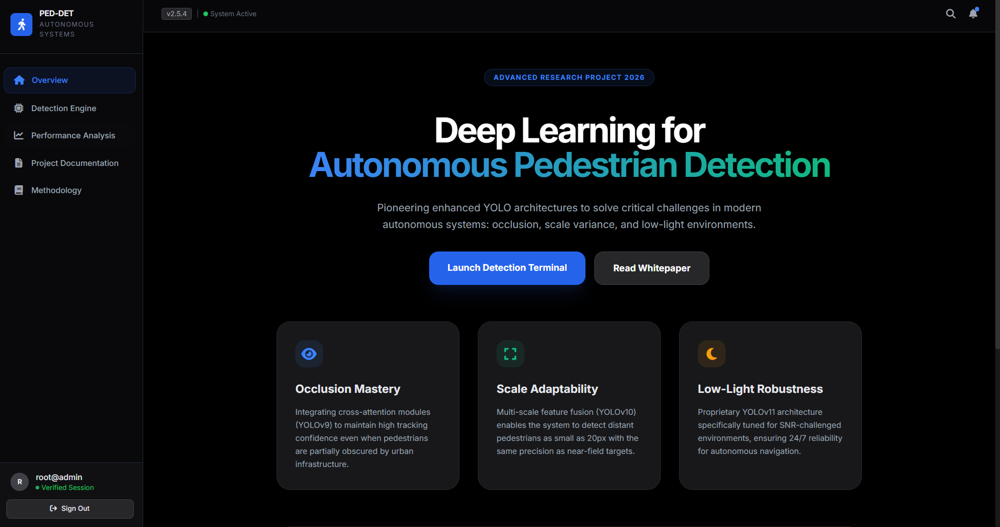 PED-DET
AUTONOMOUS
SYSTEMS
Overview
Detection Engine
Performance Analysis
Project Documentation
Methodology
R
root@admin
Verified Session
Sign Out
v2.5.4
System Active
ADVANCED RESEARCH PROJECT 2026
Deep Learning for
Autonomous Pedestrian Detection
Pioneering enhanced YOLO architectures to solve critical challenges in modern
autonomous systems: occlusion, scale variance, and low-light environments.
Launch Detection Terminal
Read Whitepaper
Occlusion Mastery
Integrating cross-attention modules
(YOLOv9) to maintain high tracking
confidence even when pedestrians
are partially obscured by urban
infrastructure.
Scale Adaptability
Multi-scale feature fusion (YOLOv10)
enables the system to detect distant
pedestrians as small as 20px with the
same precision as near-field targets.
Low-Light Robustness
Proprietary YOLOv11 architecture
specifically tuned for SNR-challenged
environments, ensuring 24/7 reliability
for autonomous navigation.